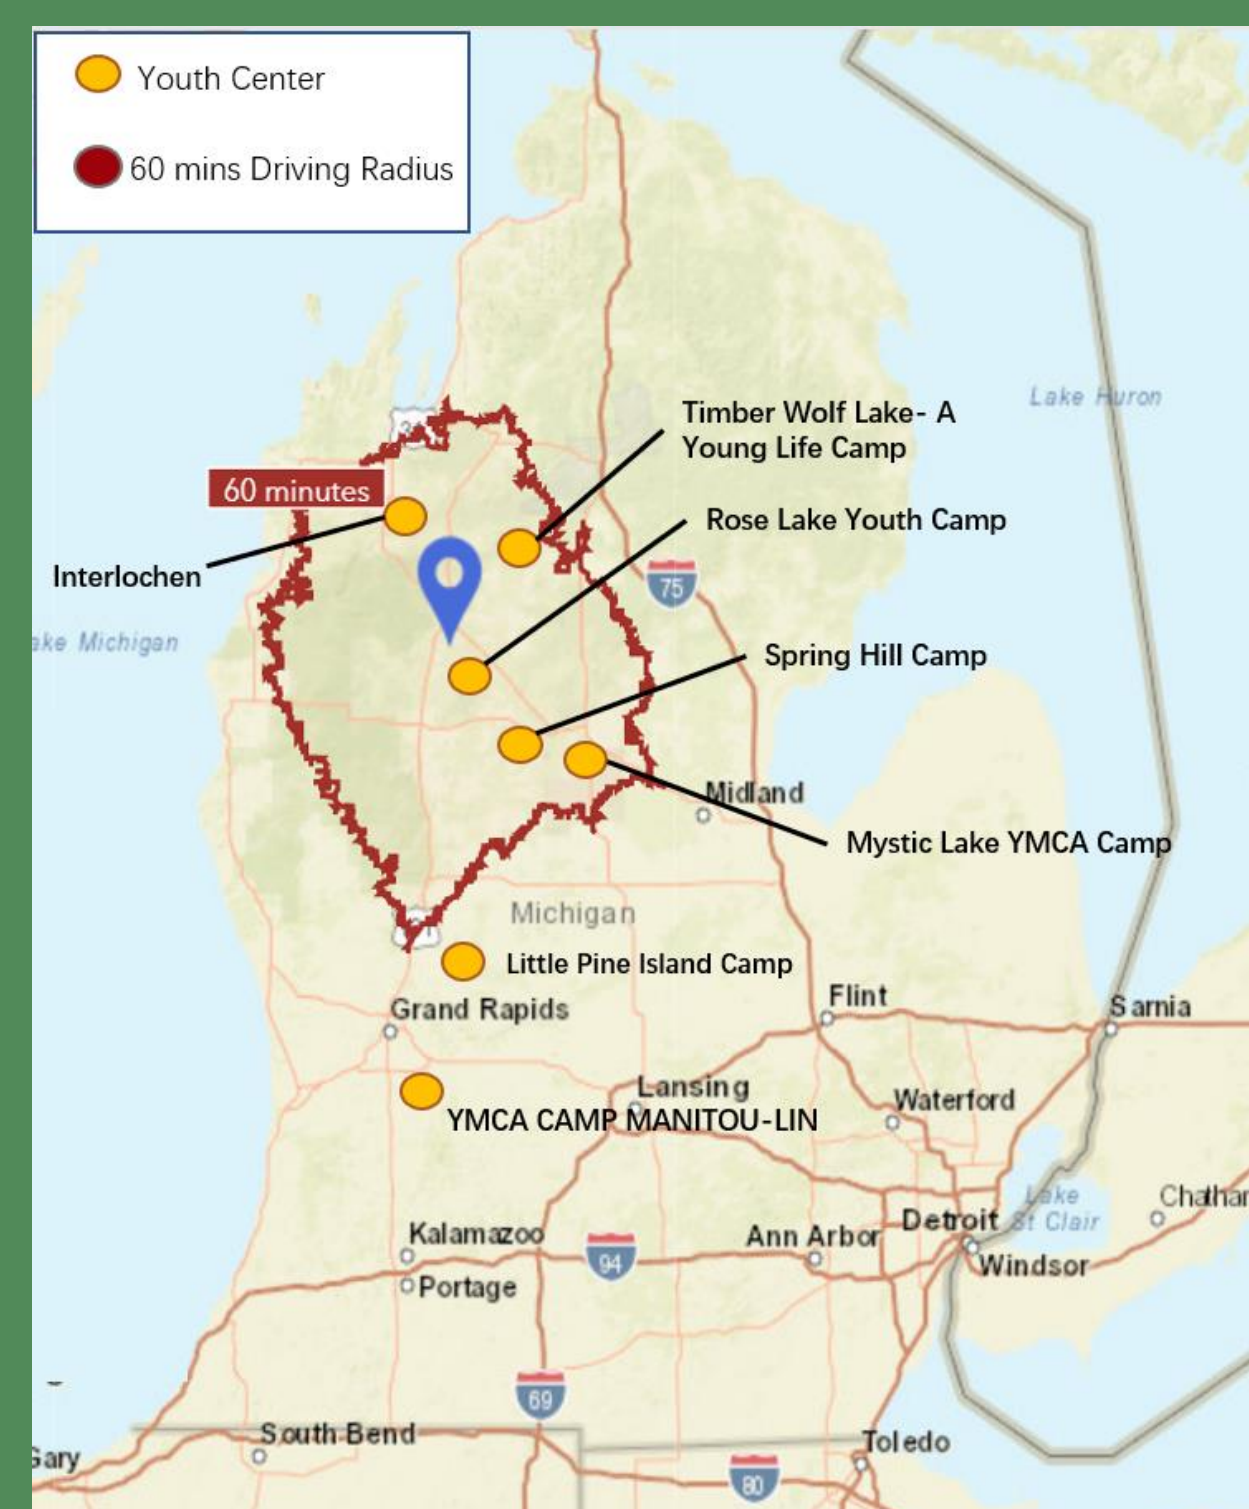 Youth Center
60 mins Driving Radius
Lake Huron
Timber Wolf Lake- A
Young Life Camp
60 minutes
Rose Lake Youth Camp
Interlochen
75
ake Michigan
Spring Hill Camp
Midland
Mystic Lake YMCA Camp
Michigan
Little Pine Island Camp
Grand Rapids
Flint
Sarnia
Lansing
Waterford
YMCA CAMP MANITOU-LIN
Lake
St Clair
Chathar
Kalamazoo
Ann Arbor
Detroit
94
Windsor
Portage
69
South Bend
Toledo
Gary
80